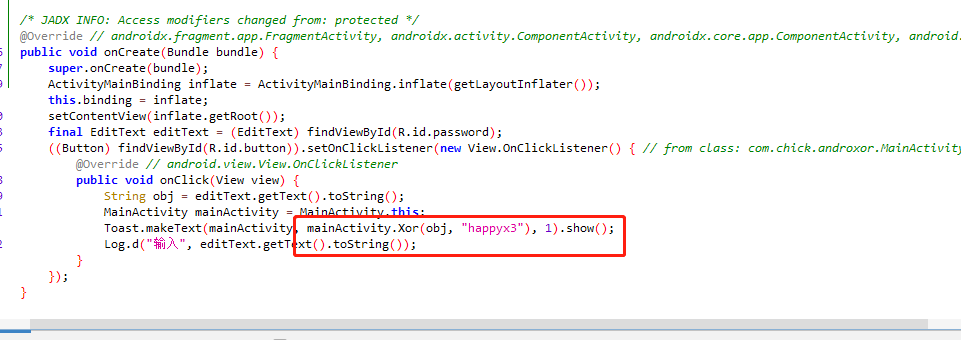 /* JADX INFO: Access modifiers changed from: protected */
@Override // androidx.fragment.app.FragmentActivity, androidx.activity.ComponentActivity, androidx.core.app.ComponentActivity, android.
public void onCreate(Bundle bundle) {
super.onCreate(bundle);
ActivityMainBinding inflate = ActivityMainBinding.inflate(getLayoutInflater());
this.binding = inflate;
setContentView(inflate.getRoot());
final EditText editText = (EditText) findViewById(R.id.password);
((Button) findViewById(R.id.button)).setOnClickListener(new View.OnClickListener() { // from class: com.chick.androxor.MainActivity
@Override // android.view.View.OnClickListener
public void onClick(View view) {
String obj = editText.getText().toString();
MainActivity mainActivity = MainActivity.this;
Toast.makeText(mainActivity, mainActivity.Xor(obj, "happyx3"), 1).show();
Log.d("输入", editText.getText().toString());
}
});
}